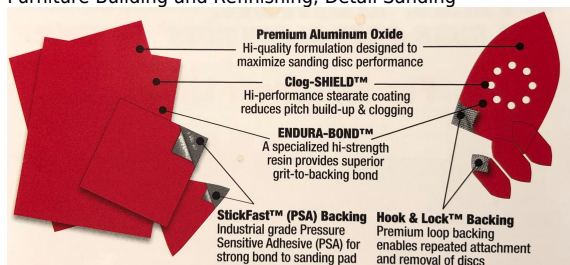 Furniture Building and Refinishing, Detail Sanding
Premium Aluminum Oxide
Hi-quality formulation designed to
maximize sanding disc performance
Clog-SHIELD™
Hi-performance stearate coating
reduces pitch build-up & clogging
ENDURA-BOND™
A specialized hi-strength
resin provides superior
grit-to-backing bond
StickFast™ (PSA) Backing
Industrial grade Pressure
Sensitive Adhesive (PSA) for
strong bond to sanding pad
Hook & Lock™ Backing
Premium loop backing
enables repeated attachment
and removal of discs